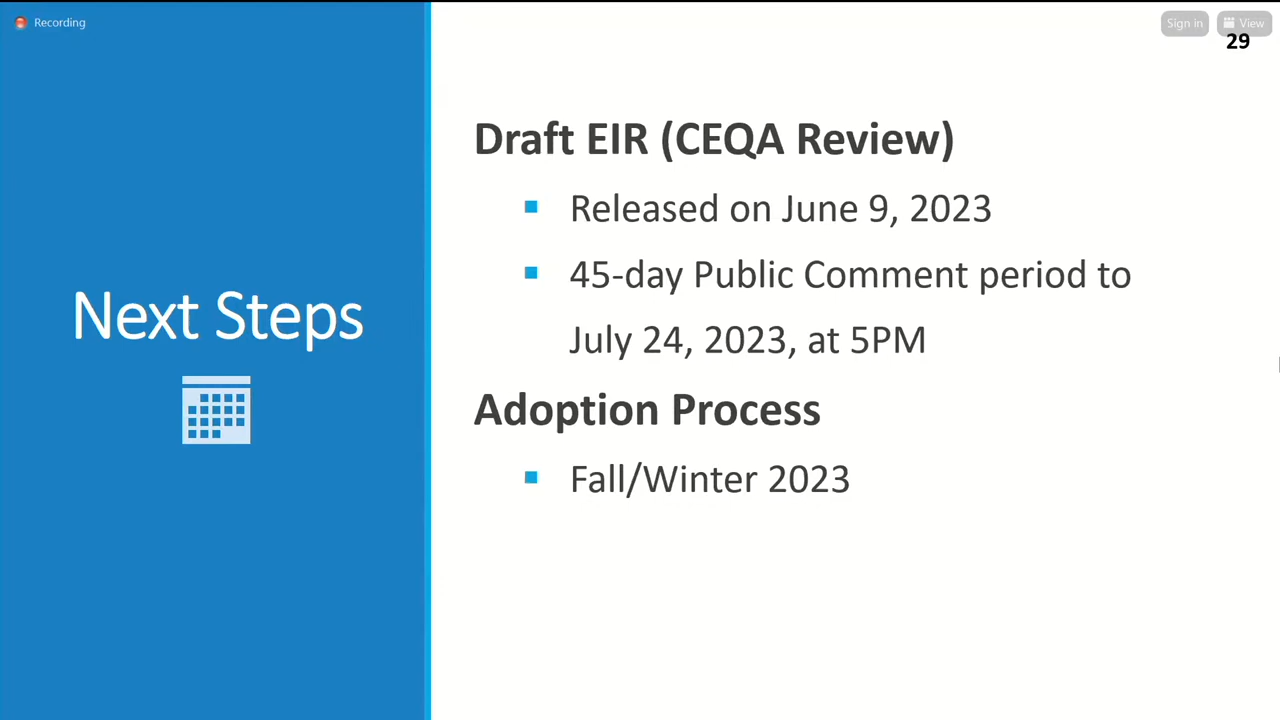 Recording
Sign in
View
29
Next Steps
Draft EIR (CEQA Review)
▪ Released on June 9, 2023
▪ 45-day Public Comment period to
July 24, 2023, at 5PM
Adoption Process
▪ Fall/Winter 2023